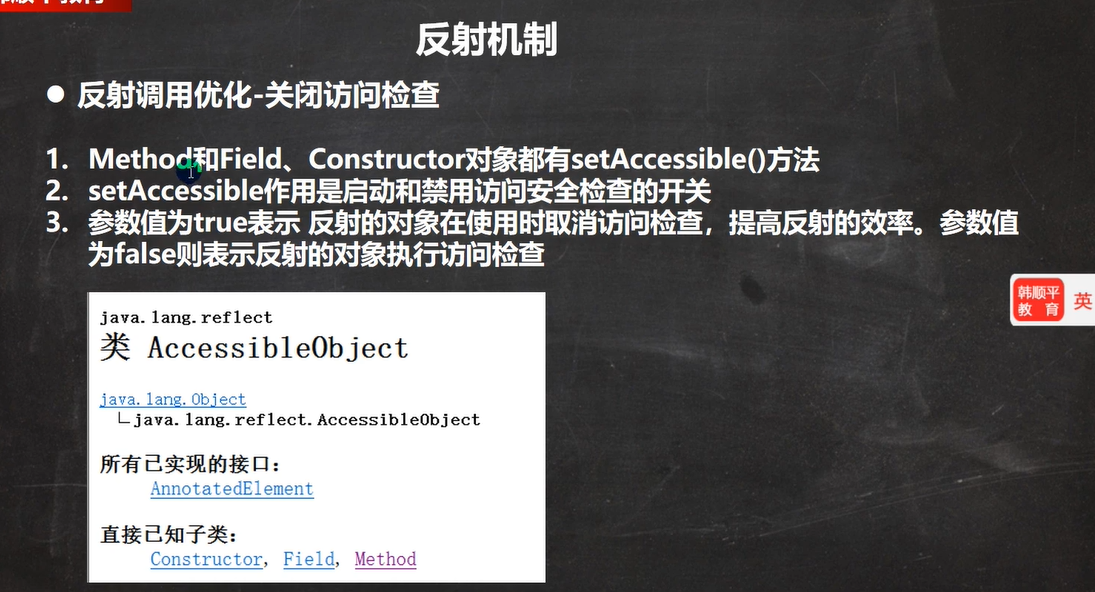 反射机制
● 反射调用优化-关闭访问检查
1. Method和Field、Constructor对象都有setAccessible()方法
2. setAccessible作用是启动和禁用访问安全检查的开关
3. 参数值为true表示 反射的对象在使用时取消访问检查，提高反射的效率。参数值
为false则表示反射的对象执行访问检查
java.lang.reflect
类 AccessibleObject
java.lang.Object
java.lang.reflect.AccessibleObject
所有已实现的接口：
AnnotatedElement
直接已知子类：
Constructor, Field, Method
韩顺平
教 育
英